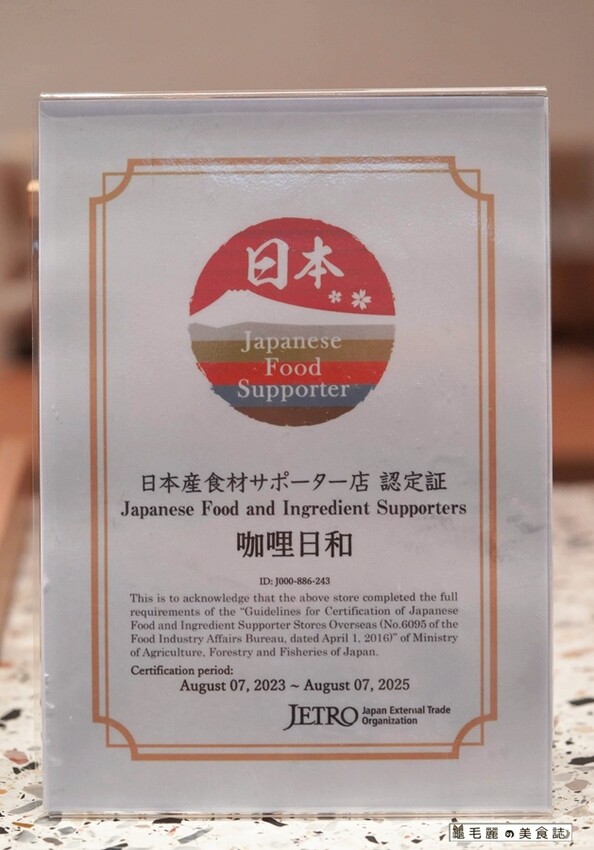 日本
Japanese
Food
Supporter
日本産食材サポーター店 認定証
Japanese Food and Ingredient Supporters
咖哩日和
ID: J000-886-243
This is to acknowledge that the above store completed the full
requirements of the "Guidelines for Certification of Japanese
Food and Ingredient Supporter Stores Overseas (No.6095 of the
Food Industry Affairs Bureau, dated April 1, 2016)" of Ministry
of Agriculture, Forestry and Fisheries of Japan.
Certification period:
August 07, 2023 ~ August 07, 2025
JETRO Japan External Trade
Organization
龜毛麗の美食誌